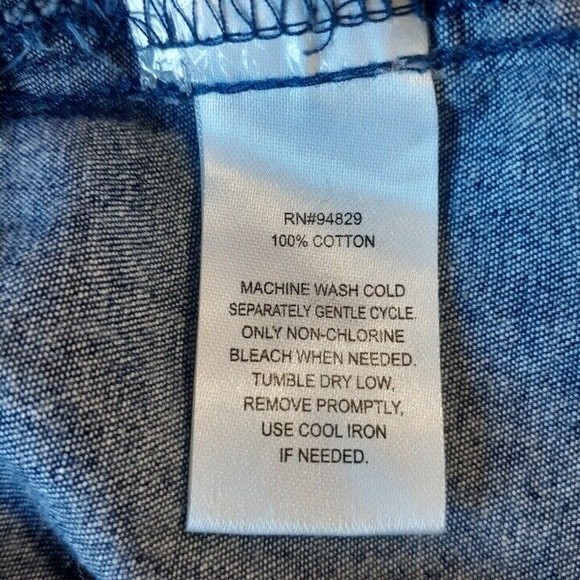 RN#94829
100% COTTON
MACHINE WASH COLD
SEPARATELY GENTLE CYCLE.
ONLY NON-CHLORINE
BLEACH WHEN NEEDED.
TUMBLE DRY LOW,
REMOVE PROMPTLY,
USE COOL IRON
IF NEEDED.